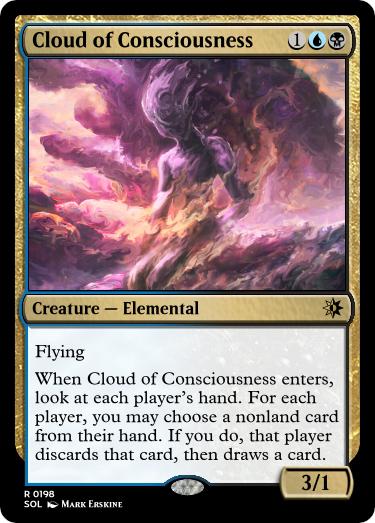 Cloud of Consciousness 1
Creature — Elemental
Flying
When Cloud of Consciousness enters,
look at each player's hand. For each
player, you may choose a nonland card
from their hand. If you do, that player
discards that card, then draws a card.
3/1
R 0198
SOL Mark Erskine